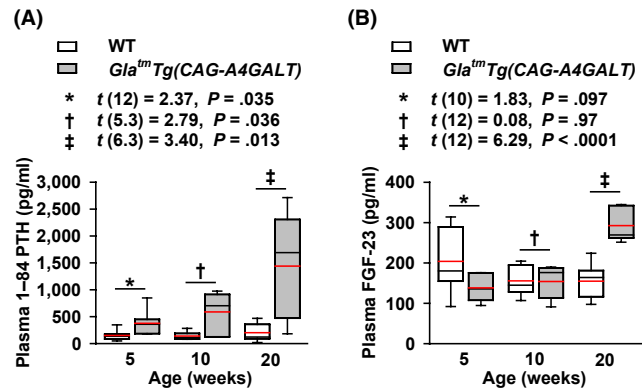 (A)
WT
Gla^tm Tg(CAG-A4GALT)
* t (12) = 2.37, P = .035
† t (5.3) = 2.79, P = .036
‡ t (6.3) = 3.40, P = .013
Plasma 1–84 PTH (pg/ml)
3,000
2,500
2,000
1,500
1,000
500
0
*
†
‡
5 10 20
Age (weeks)
(B)
WT
Gla^tm Tg(CAG-A4GALT)
* t (10) = 1.83, P = .097
† t (12) = 0.08, P = .97
‡ t (12) = 6.29, P < .0001
Plasma FGF-23 (pg/ml)
400
300
200
100
0
*
†
‡
5 10 20
Age (weeks)